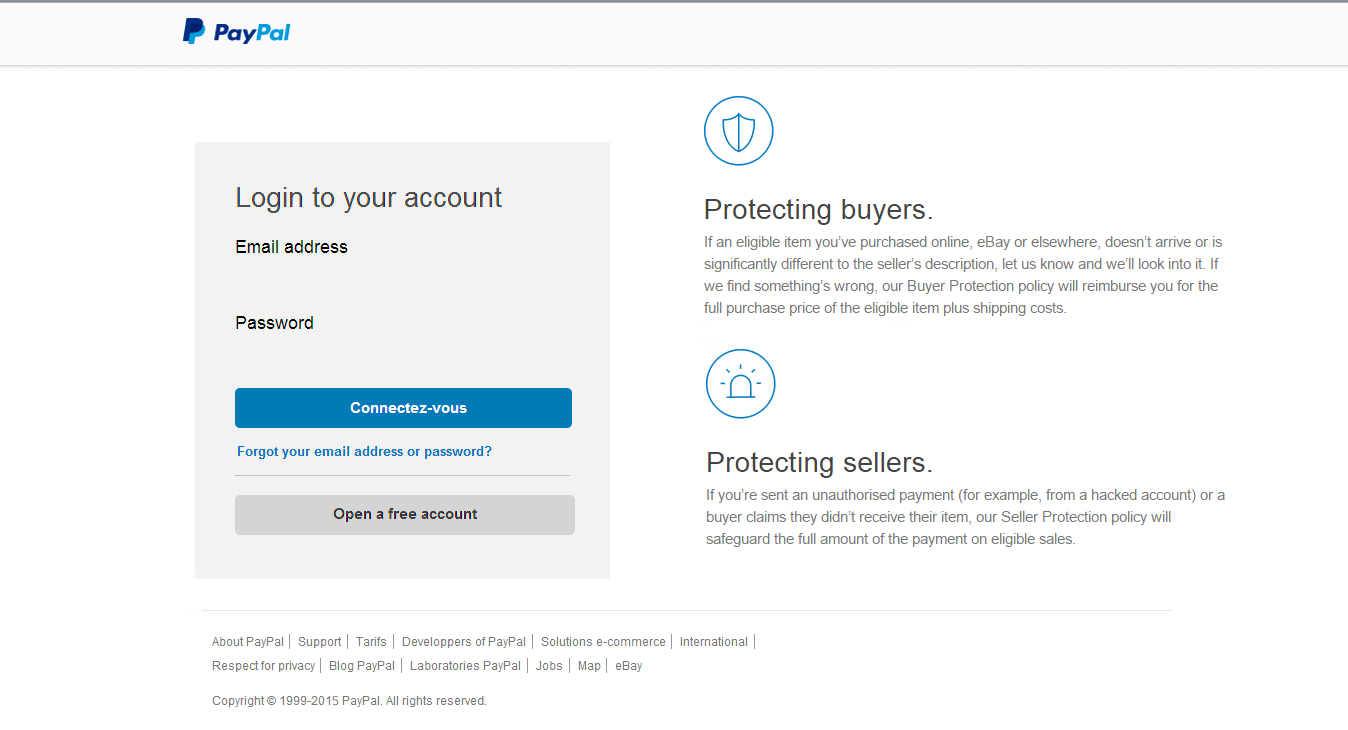 PayPal
Login to your account
Email address
Password
Connectez-vous
Forgot your email address or password?
Open a free account
Protecting buyers.
If an eligible item you've purchased online, eBay or elsewhere, doesn't arrive or is
significantly different to the seller's description, let us know and we'll look into it. If
we find something's wrong, our Buyer Protection policy will reimburse you for the
full purchase price of the eligible item plus shipping costs.
Protecting sellers.
If you're sent an unauthorised payment (for example, from a hacked account) or a
buyer claims they didn't receive their item, our Seller Protection policy will
safeguard the full amount of the payment on eligible sales.
About PayPal | Support | Tarifs | Developpers of PayPal | Solutions e-commerce | International |
Respect for privacy | Blog PayPal | Laboratories PayPal | Jobs | Map | eBay
Copyright © 1999-2015 PayPal. All rights reserved.